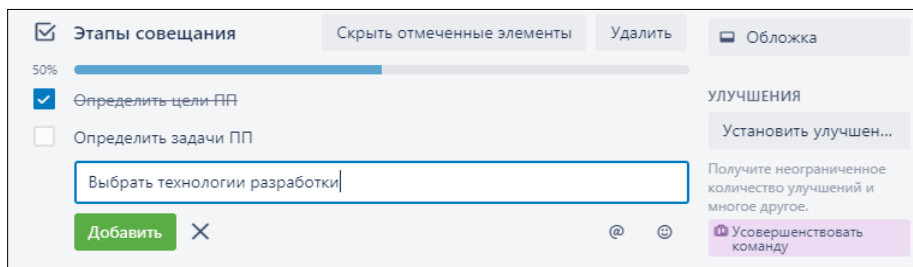 Этапы совещания
Скрыть отмеченные элементы
Удалить
50%
Определить цели ПП
Определить задачи ПП
Выбрать технологии разработки
Добавить
@
Обложка
УЛУЧШЕНИЯ
Установить улучшен...
Получите неограниченное
количество улучшений и
многое другое.
Усовершенствовать
команду